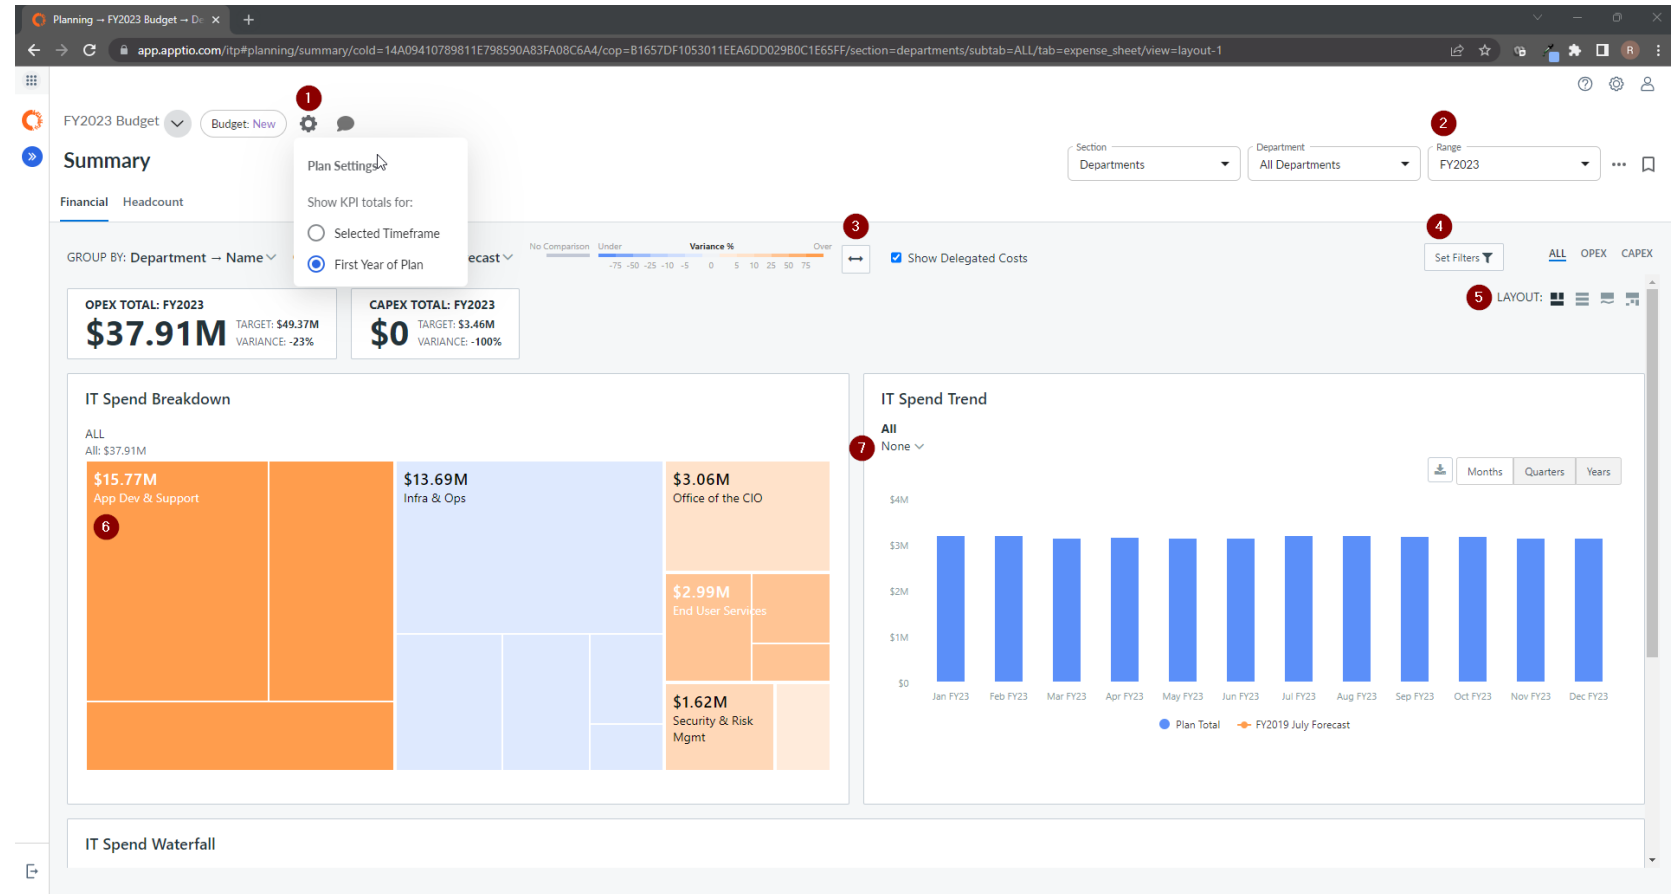 Planning → FY2023 Budget → De
app.apptio.com/itp#planning/summary/cold=14A09410789811E798590A83FA08C6A4/cop=B1657DF1053011EEA6DD029B0C1E65FF/section=departments/subtab=ALL/tab=expense_sheet/view=layout-1
R
1
FY2023 Budget
Budget: New
2
Summary
Plan Settings
Section
Departments
Department
All Departments
Range
FY2023
Financial
Headcount
Show KPI totals for:
Selected Timeframe
First Year of Plan
3
4
GROUP BY: Department → Name
ecast
No Comparison
Under
Variance %
Over
-75 -50 -25 -10 -5 0 5 10 25 50 75
Show Delegated Costs
Set Filters
ALL
OPEX
CAPEX
5
LAYOUT:
OPEX TOTAL: FY2023
$37.91M
TARGET: $49.37M
VARIANCE: -23%
CAPEX TOTAL: FY2023
$0
TARGET: $3.46M
VARIANCE: -100%
IT Spend Breakdown
ALL
All: $37.91M
$15.77M
App Dev & Support
6
$13.69M
Infra & Ops
$3.06M
Office of the CIO
$2.99M
End User Services
$1.62M
Security & Risk
Mgmt
IT Spend Trend
All
7
None
Months
Quarters
Years
$4M
$3M
$2M
$1M
$0
Jan FY23 Feb FY23 Mar FY23 Apr FY23 May FY23 Jun FY23 Jul FY23 Aug FY23 Sep FY23 Oct FY23 Nov FY23 Dec FY23
Plan Total
FY2019 July Forecast
IT Spend Waterfall